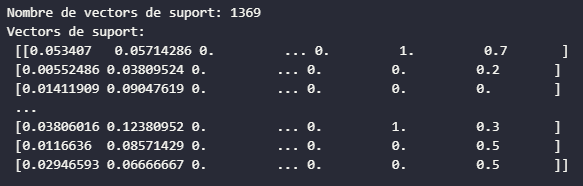 Nombre de vectors de suport: 1369
Vectors de suport:
[[0.053407   0.05714286 0.         ... 0.         1.         0.7       ]
[0.00552486 0.03809524 0.         ... 0.         0.         0.2       ]
[0.01411909 0.09047619 0.         ... 0.         0.         0.        ]
...
[0.03806016 0.12380952 0.         ... 0.         1.         0.3       ]
[0.0116636  0.08571429 0.         ... 0.         0.         0.5       ]
[0.02946593 0.06666667 0.         ... 0.         0.         0.5       ]]